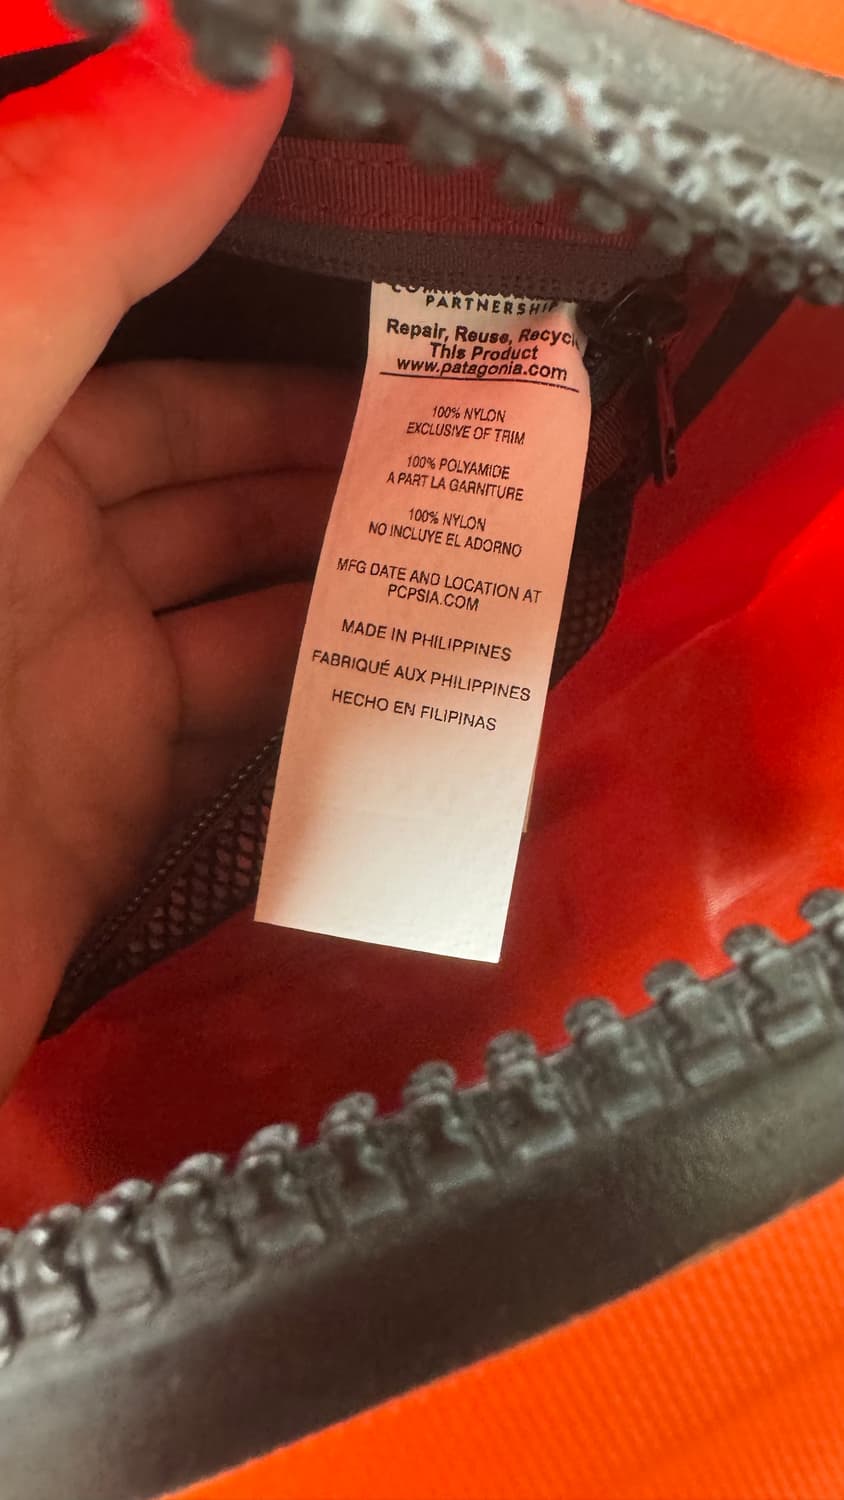 PARTNERSHIP
Repair, Reuse, Recycle
This Product
www.patagonia.com
100% NYLON
EXCLUSIVE OF TRIM
100% POLYAMIDE
A PART LA GARNITURE
100% NYLON
NO INCLUYE EL ADORNO
MFG DATE AND LOCATION AT
PCPSIA.COM
MADE IN PHILIPPINES
FABRIQUÉ AUX PHILIPPINES
HECHO EN FILIPINAS